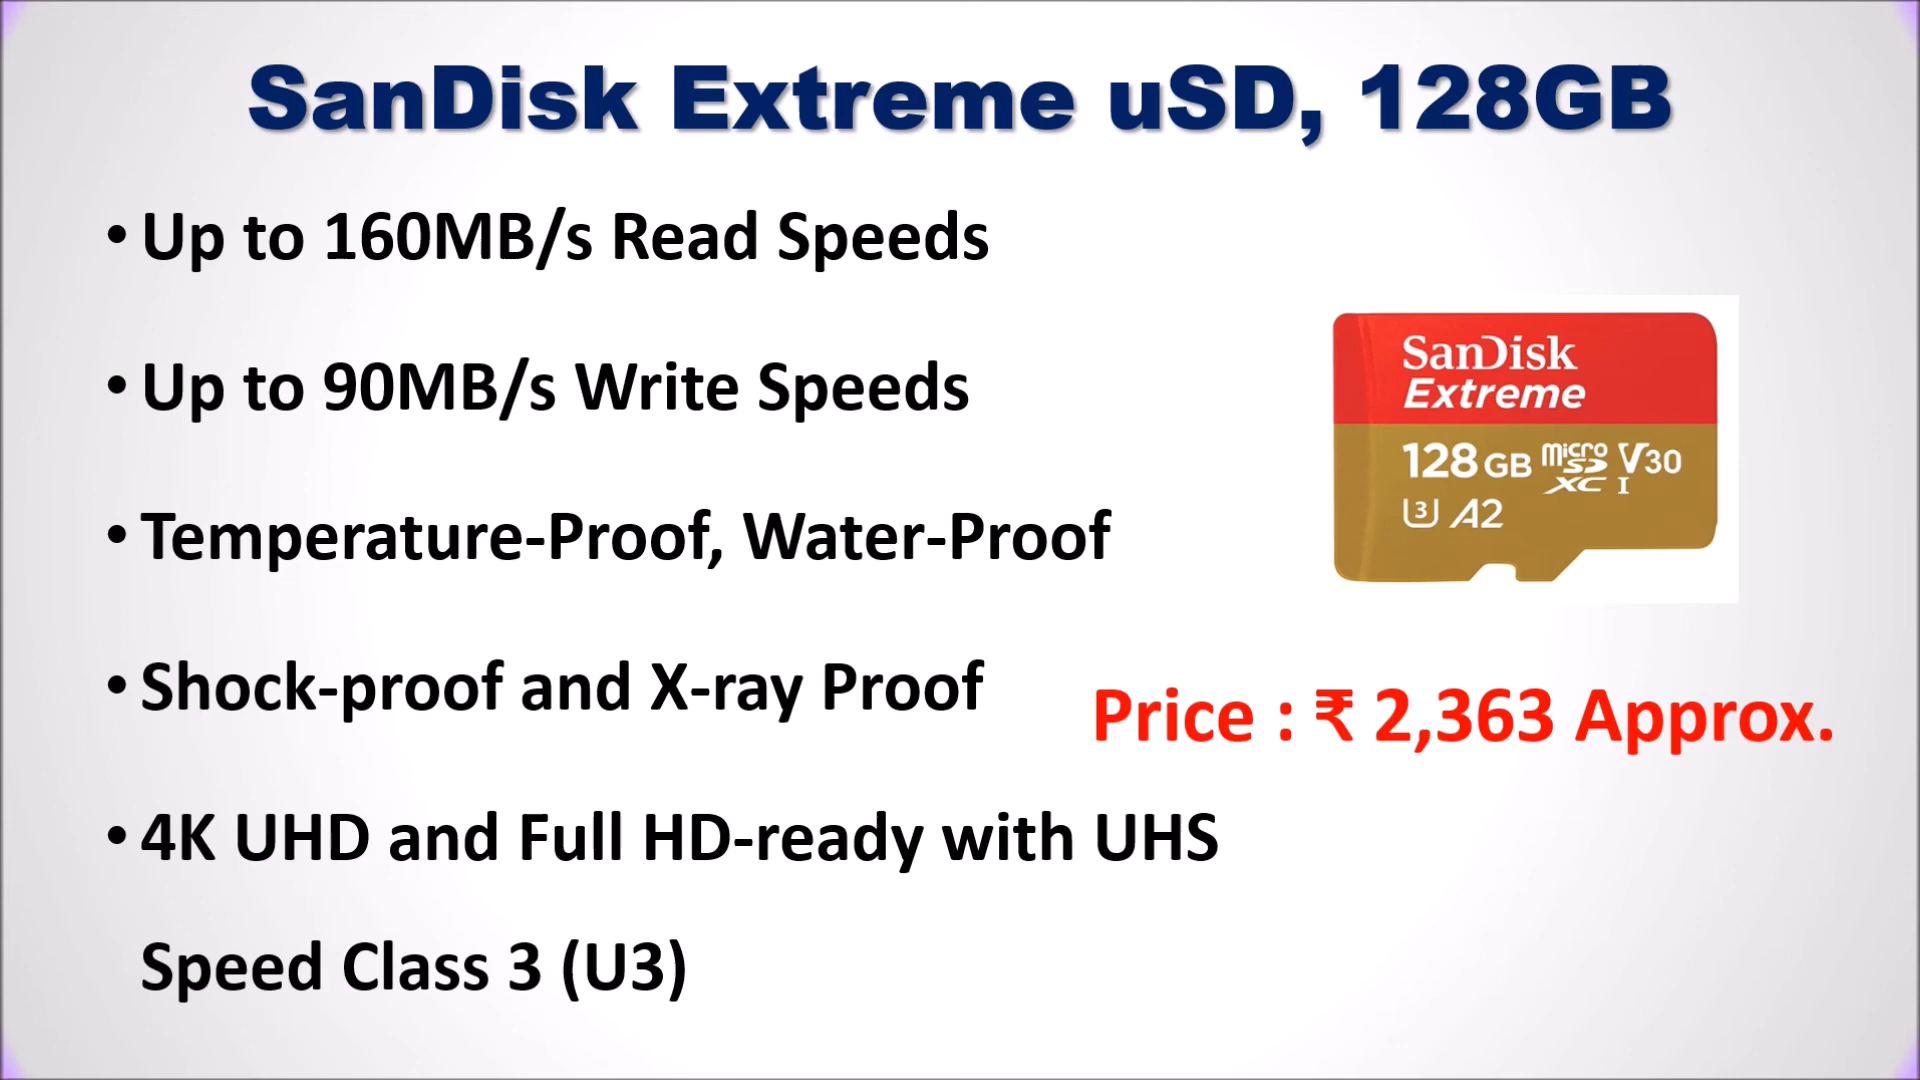 SanDisk Extreme uSD, 128GB
• Up to 160MB/s Read Speeds
• Up to 90MB/s Write Speeds
• Temperature-Proof, Water-Proof
• Shock-proof and X-ray Proof
• 4K UHD and Full HD-ready with UHS
Speed Class 3 (U3)
SanDisk
Extreme
128 GB micro SD XC I V30
U3 A2
Price : ₹ 2,363 Approx.